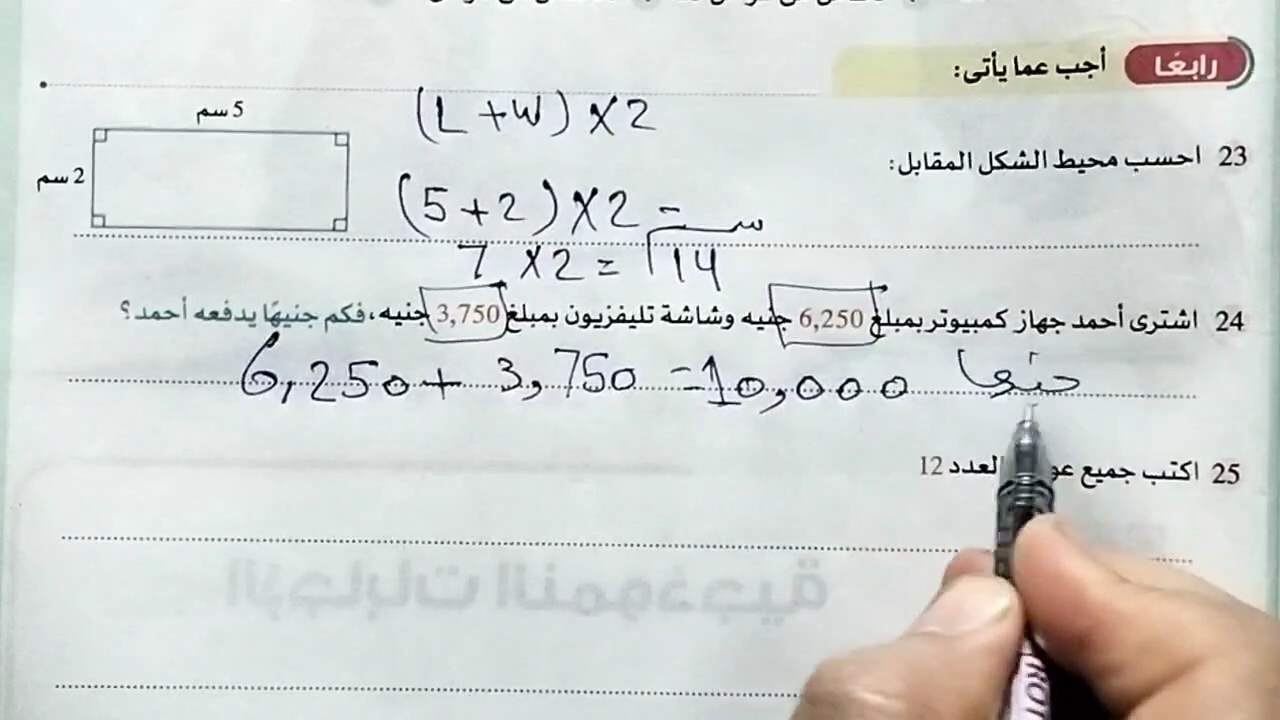 رابعًا أجب عما يأتى:
23 احسب محيط الشكل المقابل:
5 سم
2 سم
(L + W) × 2
(5 + 2) × 2
7 × 2 = 14 سم
24 اشترى أحمد جهاز كمبيوتر بمبلغ 6,250 جنيه وشاشة تليفزيون بمبلغ 3,750 جنيه، فكم جنيهًا يدفعه أحمد؟
6,250 + 3,750 = 10,000 جنيها
25 اكتب جميع العدد 12